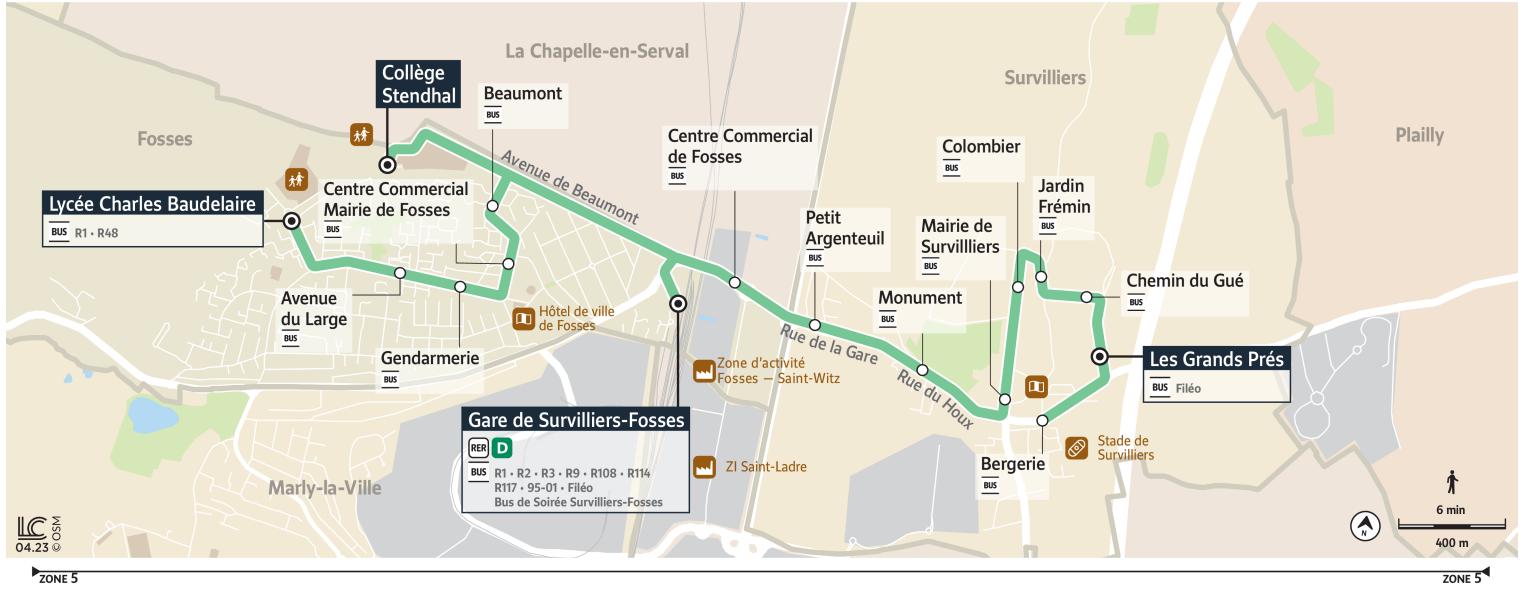 La Chapelle-en-Serval
Survilliers
Plailly
Fosses
Marly-la-Ville
Collège
Stendhal
Beaumont
BUS
Avenue de Beaumont
Centre Commercial
de Fosses
BUS
Colombier
BUS
Jardin
Frémin
BUS
Lycée Charles Baudelaire
BUS R1 • R48
Centre Commercial
Mairie de Fosses
BUS
Petit
Argenteuil
BUS
Mairie de
Survillliers
BUS
Chemin du Gué
BUS
Avenue
du Large
BUS
Hôtel de ville
de Fosses
Monument
BUS
Rue de la Gare
Rue du Houx
Gendarmerie
BUS
Zone d'activité
Fosses — Saint-Witz
Les Grands Prés
BUS Filéo
Gare de Survilliers-Fosses
RER D
BUS R1 • R2 • R3 • R9 • R108 • R114
R117 • 95-01 • Filéo
Bus de Soirée Survilliers-Fosses
ZI Saint-Ladre
Bergerie
BUS
Stade de
Survilliers
LC
04.23 © OSM
N
6 min
400 m
ZONE 5
ZONE 5